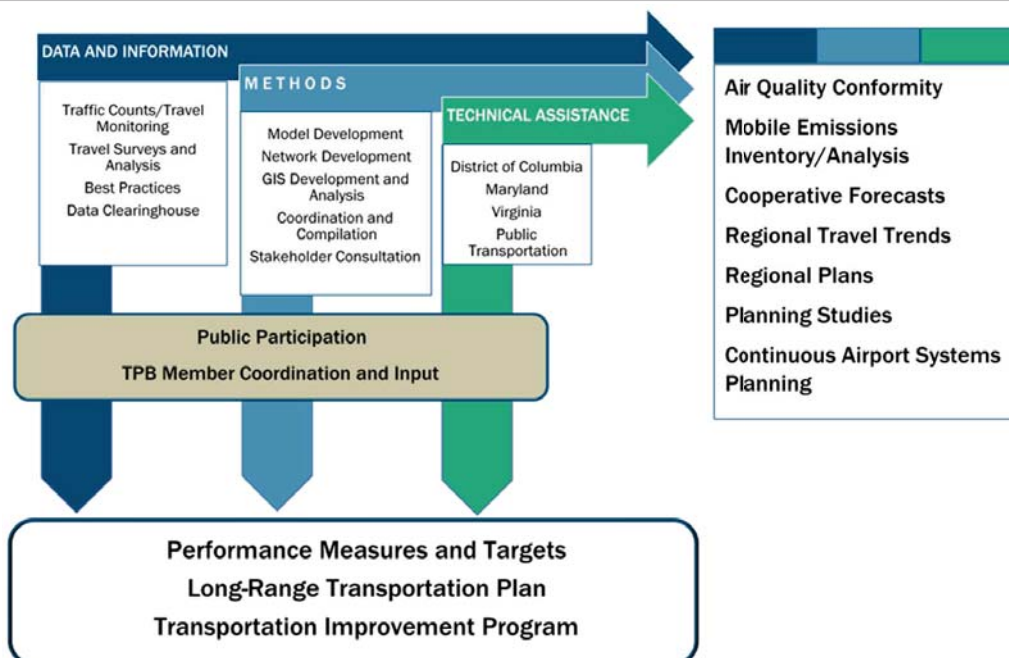 DATA AND INFORMATION
Traffic Counts/Travel
Monitoring
Travel Surveys and
Analysis
Best Practices
Data Clearinghouse
METHODS
Model Development
Network Development
GIS Development and
Analysis
Coordination and
Compilation
Stakeholder Consultation
TECHNICAL ASSISTANCE
District of Columbia
Maryland
Virginia
Public
Transportation
Air Quality Conformity
Mobile Emissions
Inventory/Analysis
Cooperative Forecasts
Regional Travel Trends
Regional Plans
Planning Studies
Continuous Airport Systems
Planning
Public Participation
TPB Member Coordination and Input
Performance Measures and Targets
Long-Range Transportation Plan
Transportation Improvement Program